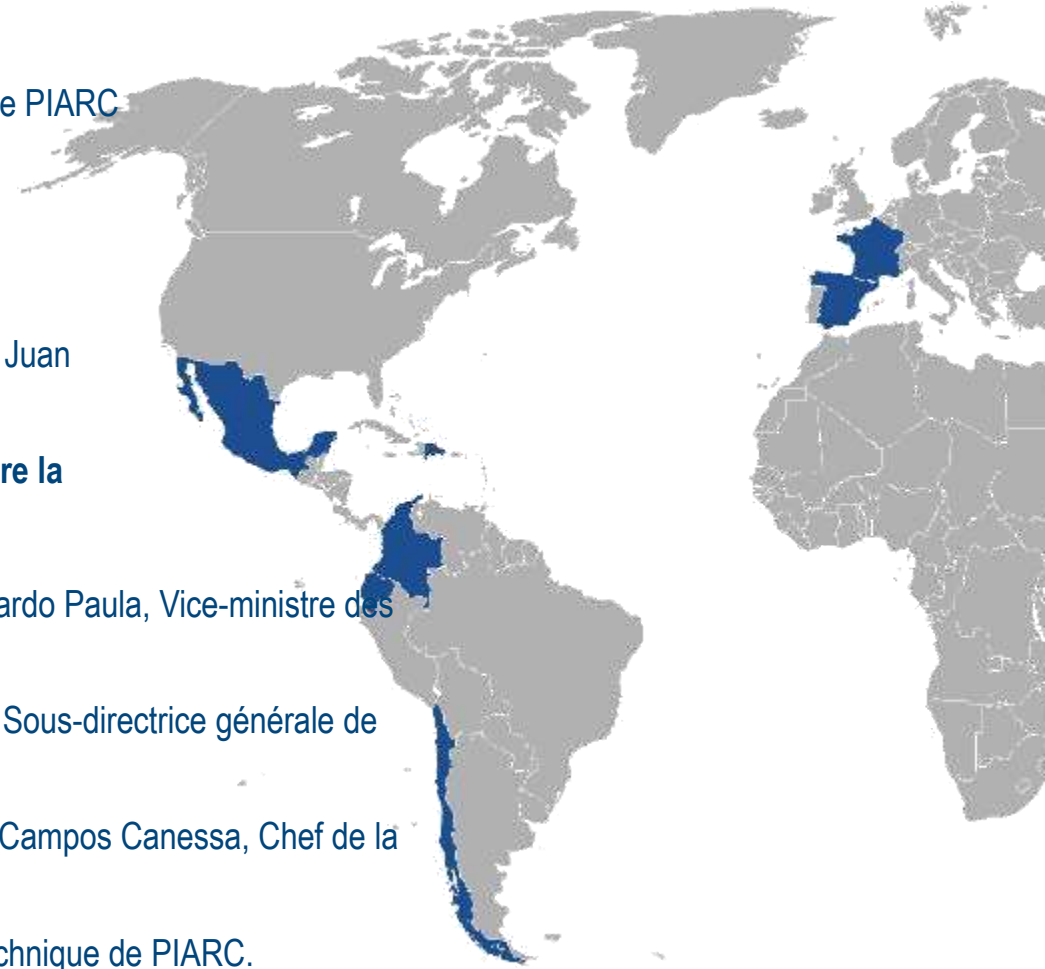 e PIARC
Juan
re la
ardo Paula, Vice-ministre des
Sous-directrice générale de
Campos Canessa, Chef de la
chnique de PIARC.